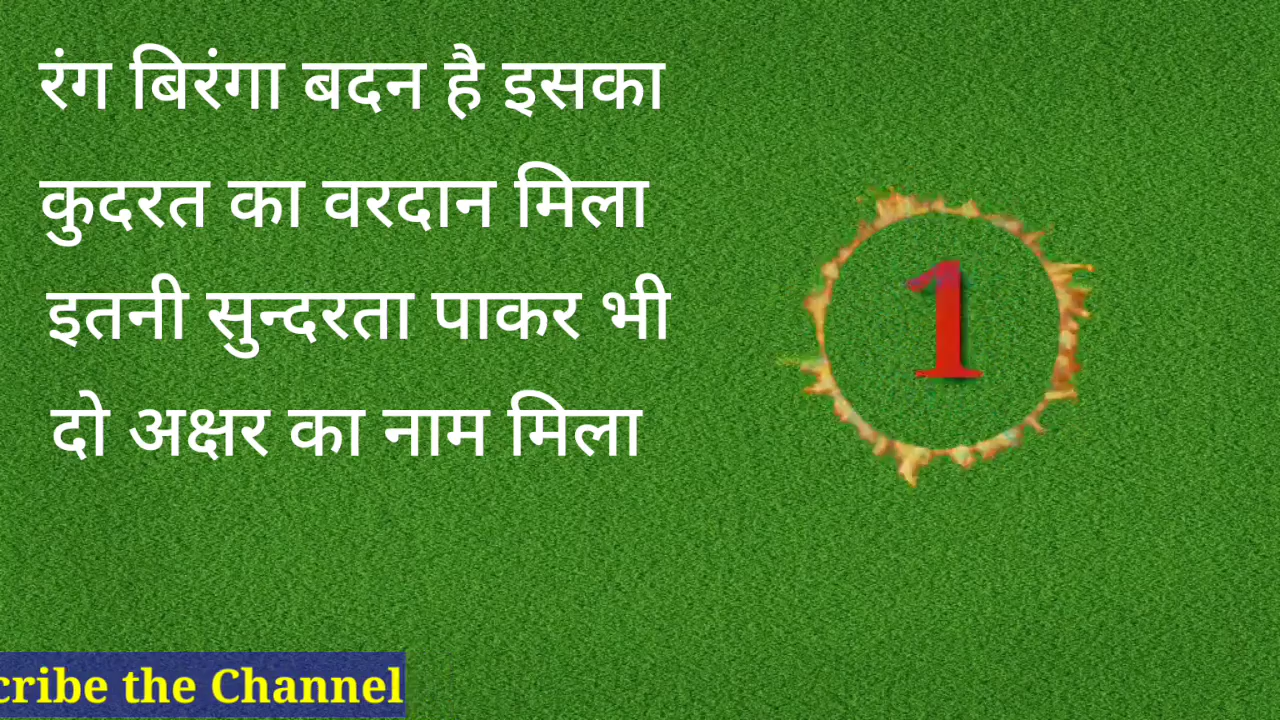 रंग बिरंगा बदन है इसका
कुदरत का वरदान मिला
इतनी सुन्दरता पाकर भी
दो अक्षर का नाम मिला
1
cribe the Channel